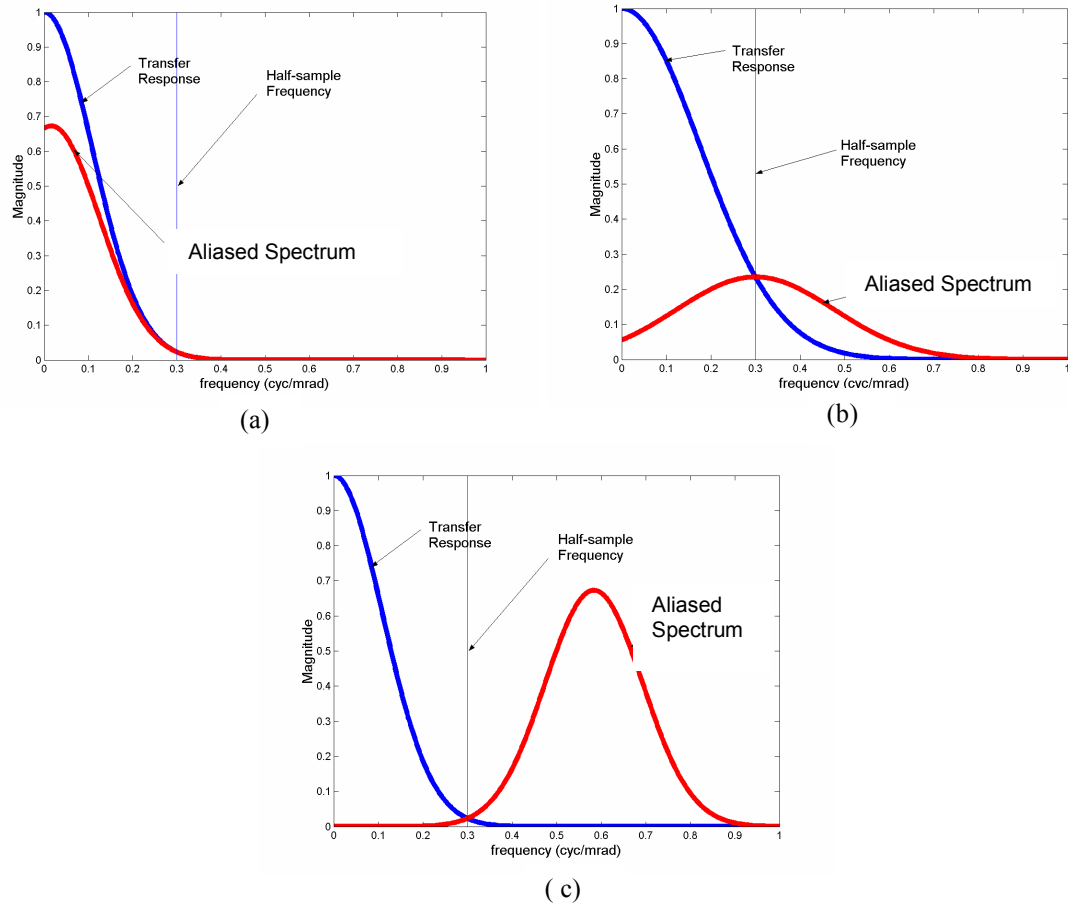 1
0.9
0.8
0.7
0.6
0.5
0.4
0.3
0.2
0.1
0
Magnitude
Transfer
Response
Half-sample
Frequency
Aliased Spectrum
0 0.1 0.2 0.3 0.4 0.5 0.6 0.7 0.8 0.9 1
frequency (cyc/mrad)
(a)
1
0.9
0.8
0.7
0.6
0.5
0.4
0.3
0.2
0.1
0
Magnitude
Transfer
Response
Half-sample
Frequency
Aliased Spectrum
0 0.1 0.2 0.3 0.4 0.5 0.6 0.7 0.8 0.9 1
frequency (cyc/mrad)
(b)
1
0.9
0.8
0.7
0.6
0.5
0.4
0.3
0.2
0.1
0
Magnitude
Transfer
Response
Half-sample
Frequency
Aliased
Spectrum
0 0.1 0.2 0.3 0.4 0.5 0.6 0.7 0.8 0.9 1
frequency (cyc/mrad)
( c)